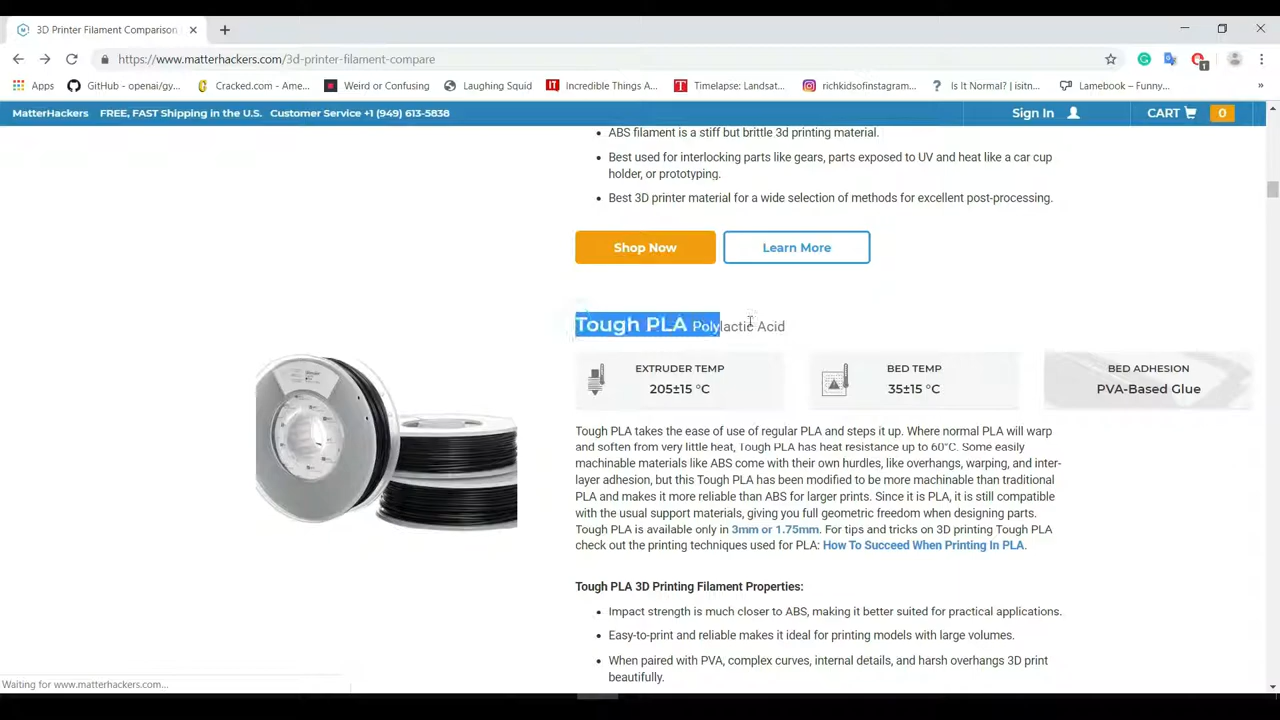 3D Printer Filament Comparison
https://www.matterhackers.com/3d-printer-filament-compare
1
Apps
GitHub - openai/gy...
Cracked.com - Ame...
Weird or Confusing
Laughing Squid
IT
Incredible Things A...
T
Timelapse: Landsat...
richkidsofinstagram...
?
Is It Normal? | isitn...
Lamebook - Funny...
»
MatterHackers
FREE, FAST Shipping in the U.S.
Customer Service +1 (949) 613-5838
Sign In
CART
0
• ABS filament is a stiff but brittle 3d printing material.
• Best used for interlocking parts like gears, parts exposed to UV and heat like a car cup
holder, or prototyping.
• Best 3D printer material for a wide selection of methods for excellent post-processing.
Shop Now
Learn More
Tough PLA Polylactic Acid
EXTRUDER TEMP
205±15 °C
BED TEMP
35±15 °C
BED ADHESION
PVA-Based Glue
Tough PLA takes the ease of use of regular PLA and steps it up. Where normal PLA will warp
and soften from very little heat, Tough PLA has heat resistance up to 60°C. Some easily
machinable materials like ABS come with their own hurdles, like overhangs, warping, and inter-
layer adhesion, but this Tough PLA has been modified to be more machinable than traditional
PLA and makes it more reliable than ABS for larger prints. Since it is PLA, it is still compatible
with the usual support materials, giving you full geometric freedom when designing parts.
Tough PLA is available only in 3mm or 1.75mm. For tips and tricks on 3D printing Tough PLA
check out the printing techniques used for PLA: How To Succeed When Printing In PLA.
Tough PLA 3D Printing Filament Properties:
• Impact strength is much closer to ABS, making it better suited for practical applications.
• Easy-to-print and reliable makes it ideal for printing models with large volumes.
• When paired with PVA, complex curves, internal details, and harsh overhangs 3D print
beautifully.
Waiting for www.matterhackers.com...